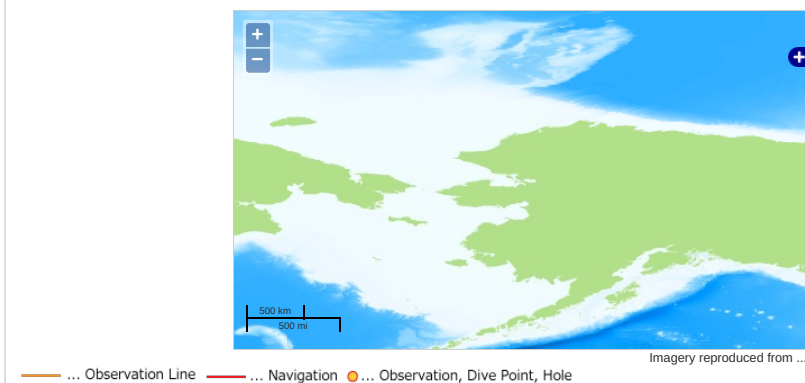 +
−
+
500 km
500 mi
Imagery reproduced from ...
... Observation Line ... Navigation ... Observation, Dive Point, Hole